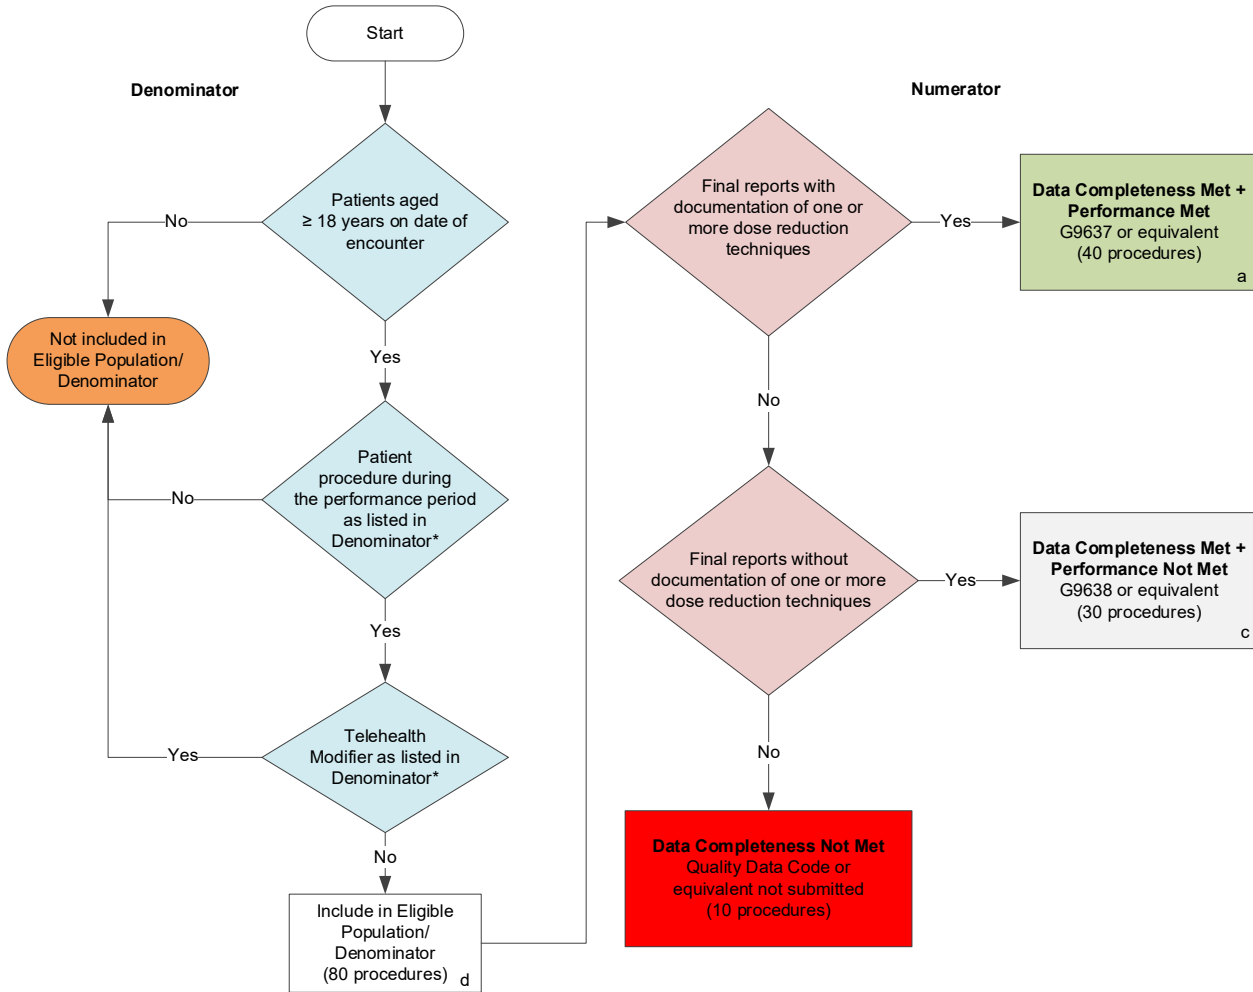 Start
Denominator
Patients aged
≥ 18 years on date of
encounter
No
Not included in
Eligible Population/
Denominator
Yes
Patient
procedure during
the performance period
as listed in
Denominator*
No
Yes
Telehealth
Modifier as listed in
Denominator*
Yes
No
Include in Eligible
Population/
Denominator
(80 procedures)
d
Numerator
Final reports with
documentation of one or
more dose reduction
techniques
Yes
Data Completeness Met +
Performance Met
G9637 or equivalent
(40 procedures)
a
No
Final reports without
documentation of one or more
dose reduction techniques
Yes
Data Completeness Met +
Performance Not Met
G9638 or equivalent
(30 procedures)
c
No
Data Completeness Not Met
Quality Data Code or
equivalent not submitted
(10 procedures)